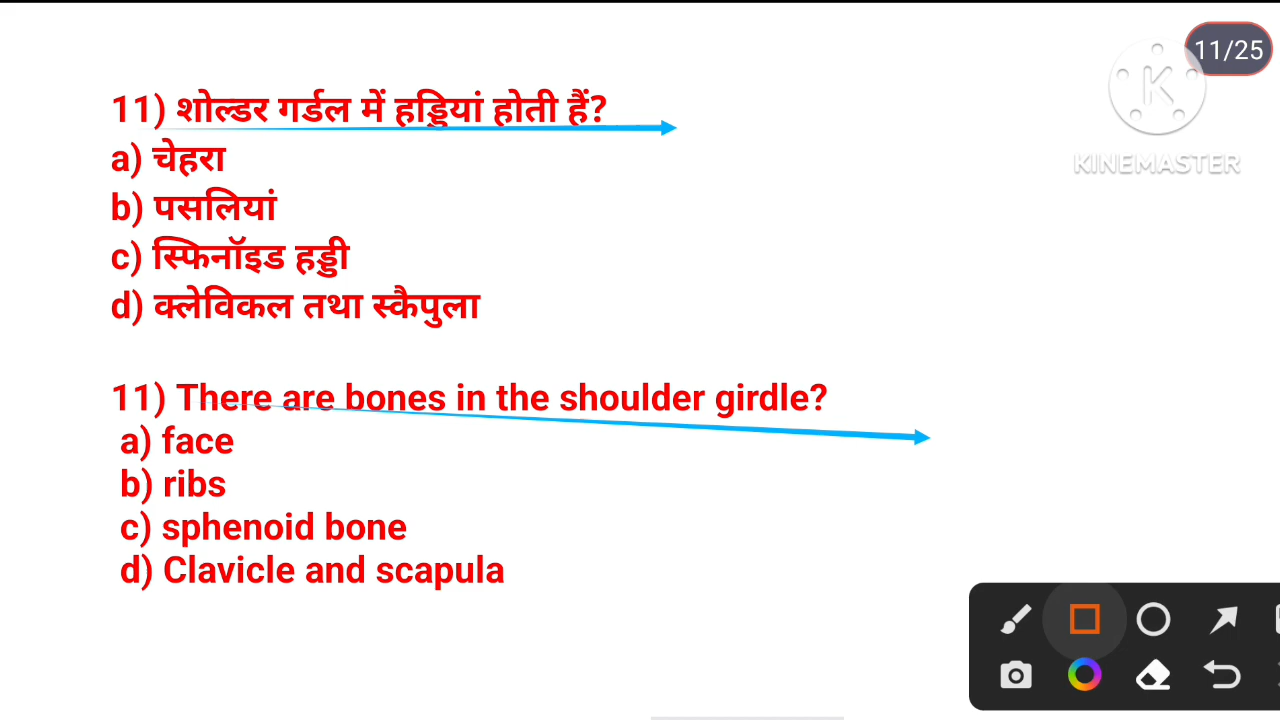 11/25
KINEMASTER
11) शोल्डर गर्डल में हड्डियां होती हैं?
a) चेहरा
b) पसलियां
c) स्फिनॉइड हड्डी
d) क्लेविकल तथा स्कैपुला
11) There are bones in the shoulder girdle?
a) face
b) ribs
c) sphenoid bone
d) Clavicle and scapula